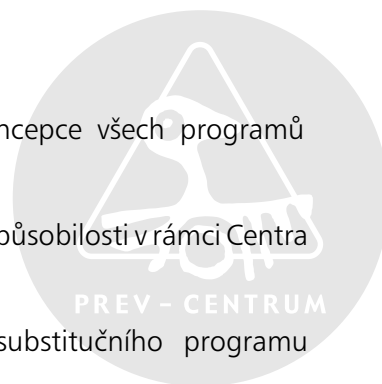 ncepce všech programů
působilosti v rámci Centra
PREV - CENTRUM
substitučního programu